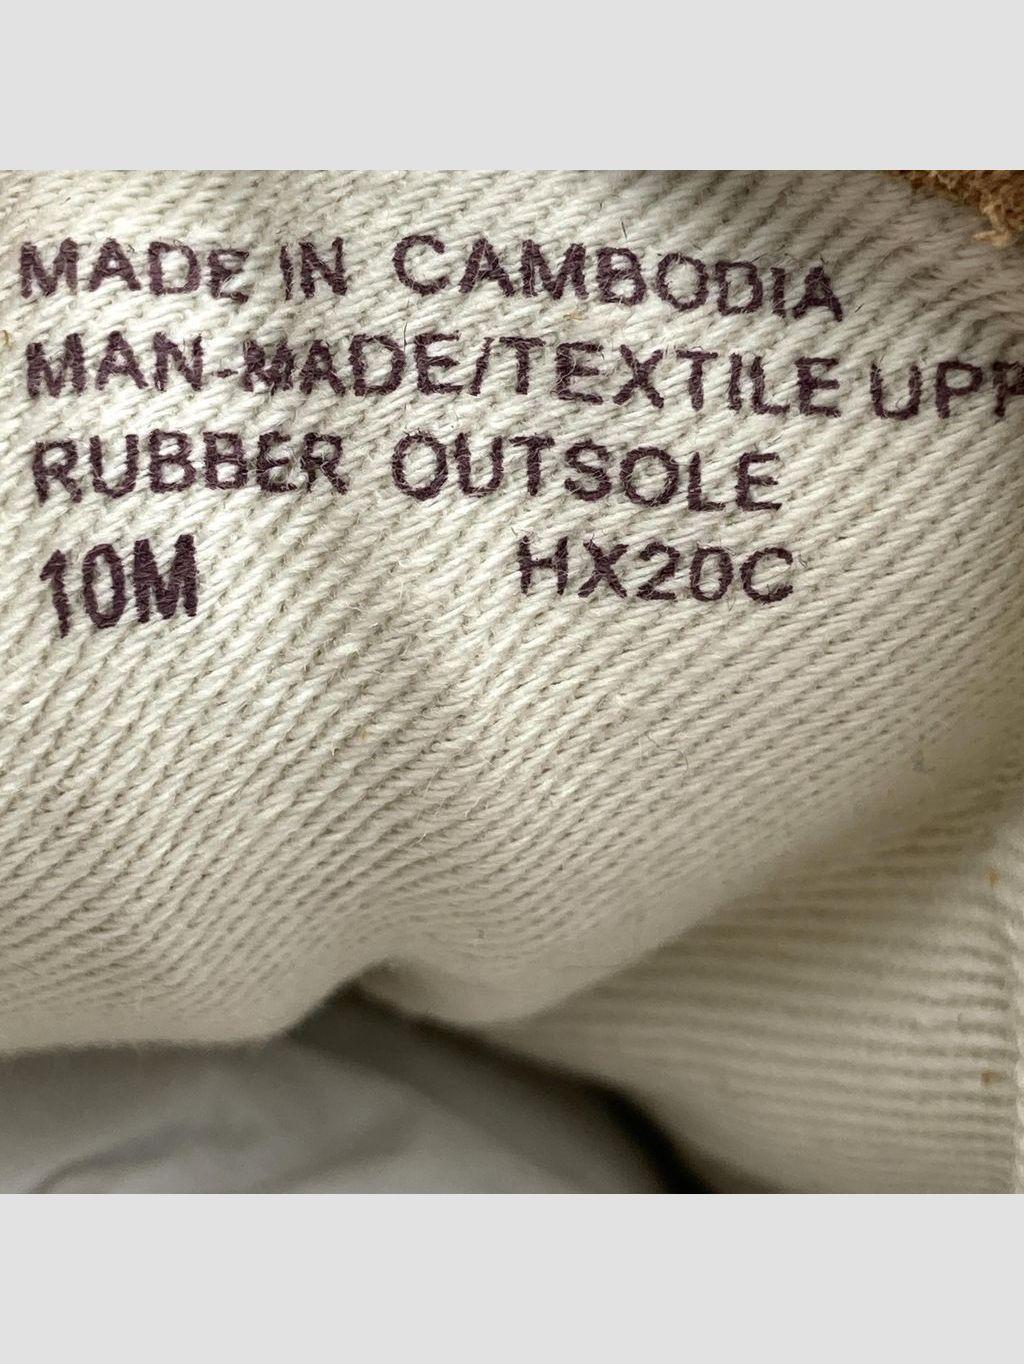 MADE IN CAMBODIA
MAN-MADE/TEXTILE UPP
RUBBER OUTSOLE
10M HX20C